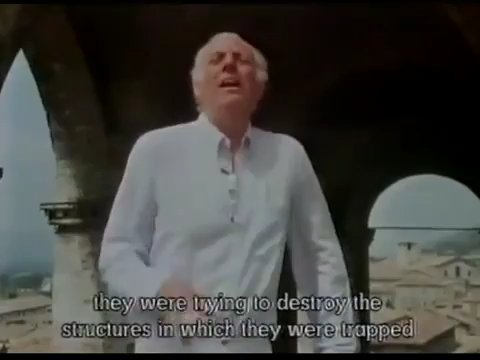 they were trying to destroy the
structures in which they were trapped